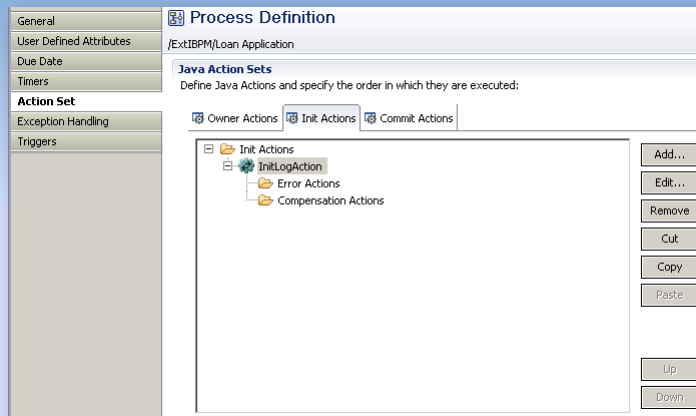 General
User Defined Attributes
Due Date
Timers
Action Set
Exception Handling
Triggers
Process Definition
/ExtIBPM/Loan Application
Java Action Sets
Define Java Actions and specify the order in which they are executed:
Owner Actions Init Actions Commit Actions
Init Actions
InitLogAction
Error Actions
Compensation Actions
Add...
Edit...
Remove
Cut
Copy
Paste
Up
Down